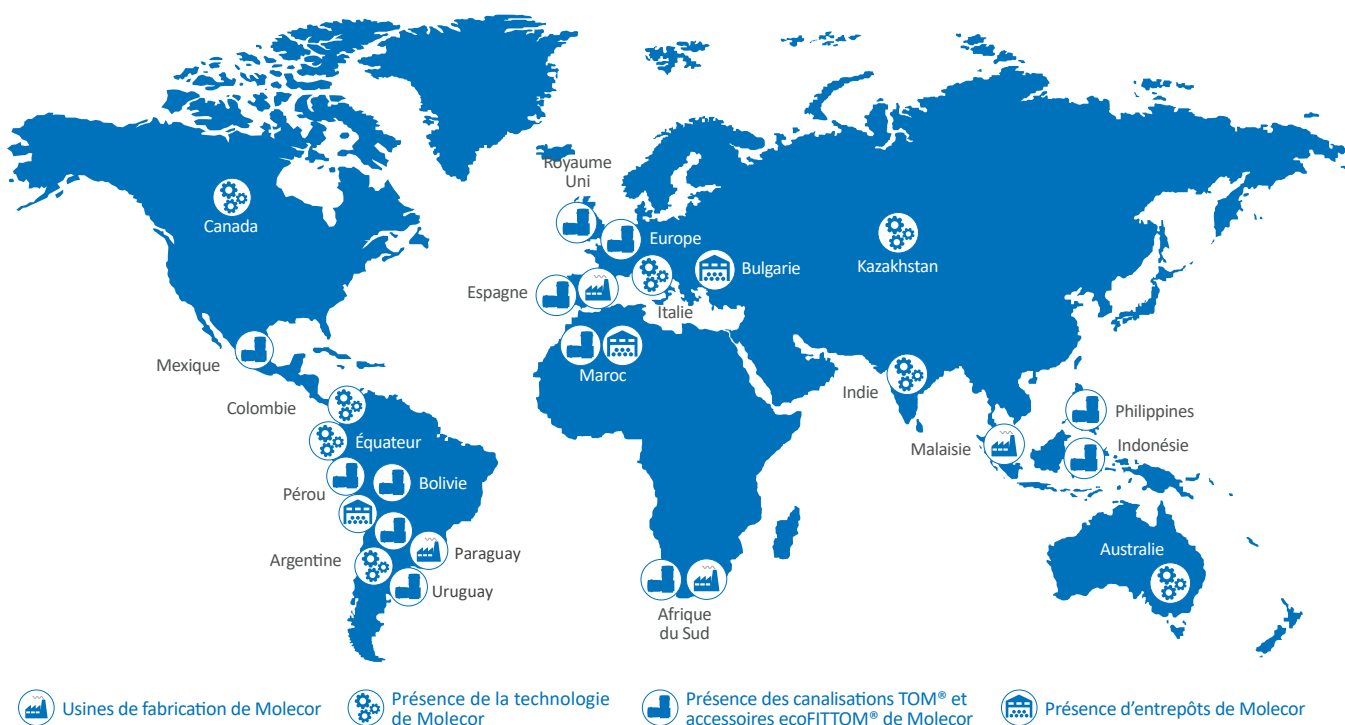 Royaume
Uni
Canada
Europe
Kazakhstan
Bulgarie
Espagne
Italie
Mexique
Maroc
Indie
Colombie
Philippines
Équateur
Malaisie
Indonésie
Pérou
Bolivie
Argentine
Paraguay
Australie
Uruguay
Afrique
du Sud
Usines de fabrication de Molecor
Présence de la technologie
de Molecor
Présence des canalisations TOM® et
accessoires ecoFITTOM® de Molecor
Présence d'entrepôts de Molecor